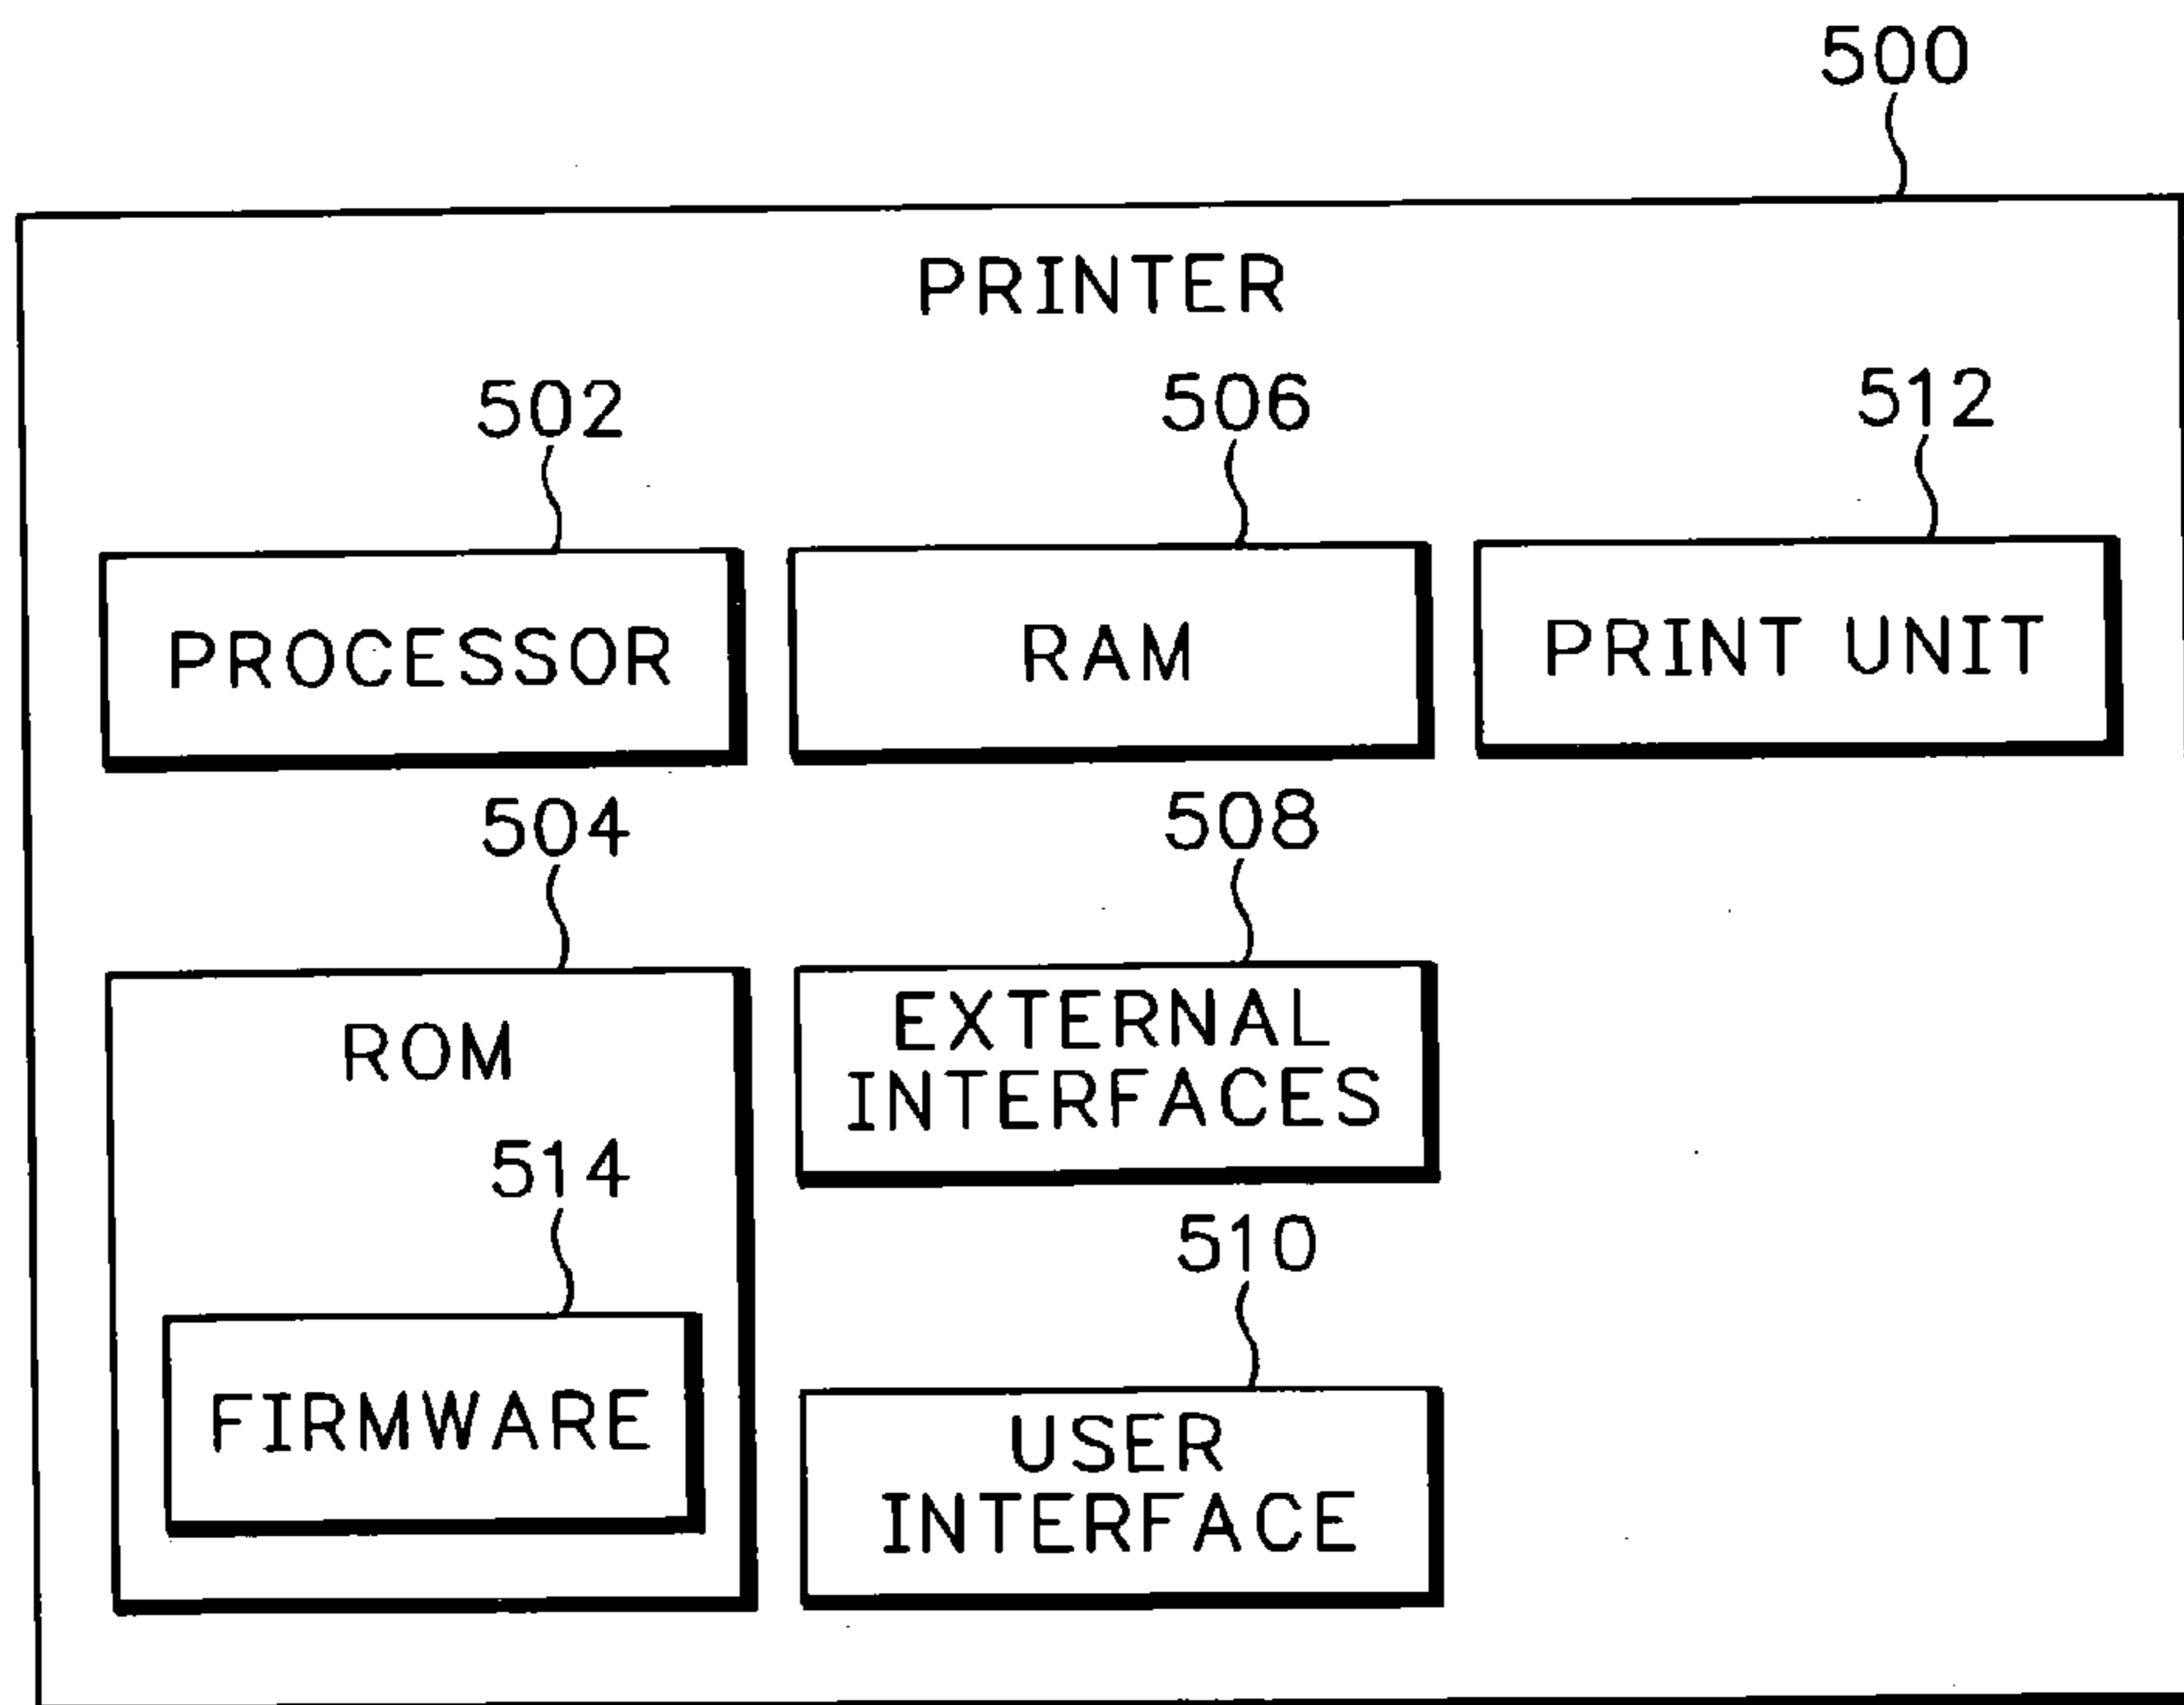 500
PRINTER
502
506
512
PROCESSOR
RAM
PRINT UNIT
504
508
ROM
EXTERNAL
INTERFACES
514
510
FIRMWARE
USER
INTERFACE